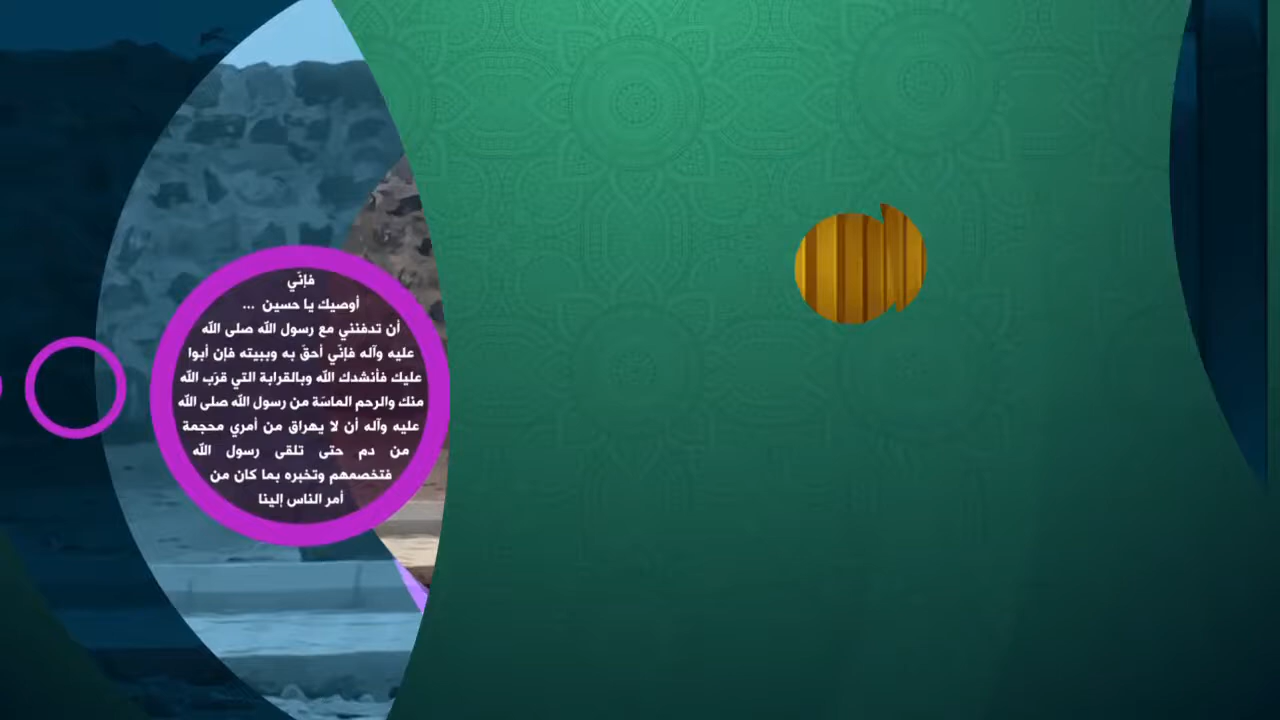 فإنّي
أوصيك يا حسين ...
أن تدفنني مع رسول الله صلى الله
عليه وآله فإنّي أحقّ به وببيته فإن أبوا
عليك فأنشدك الله وبالقرابة التي قرّب الله
منك والرحم الماسّة من رسول الله صلى الله
عليه وآله أن لا يهراق من أمري محجمة
من دم حتى تلقى رسول الله
فتخصمهم وتخبره بما كان من
أمر الناس إلينا